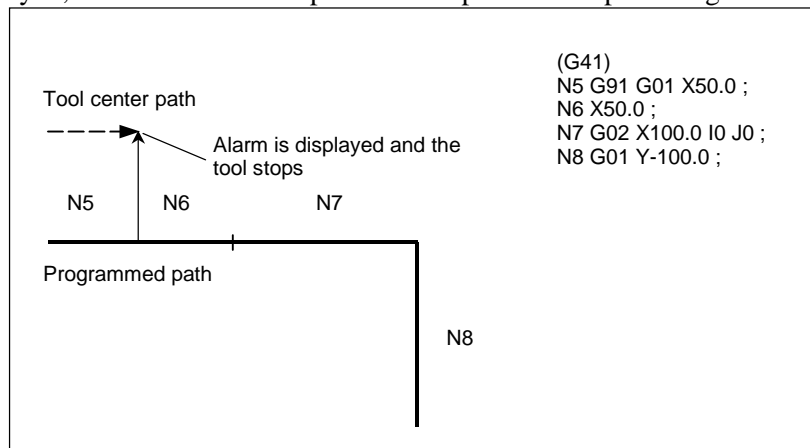 (G41)
N5 G91 G01 X50.0 ;
N6 X50.0 ;
N7 G02 X100.0 I0 J0 ;
N8 G01 Y-100.0 ;
Tool center path
Alarm is displayed and the
tool stops
N5
N6
N7
Programmed path
N8